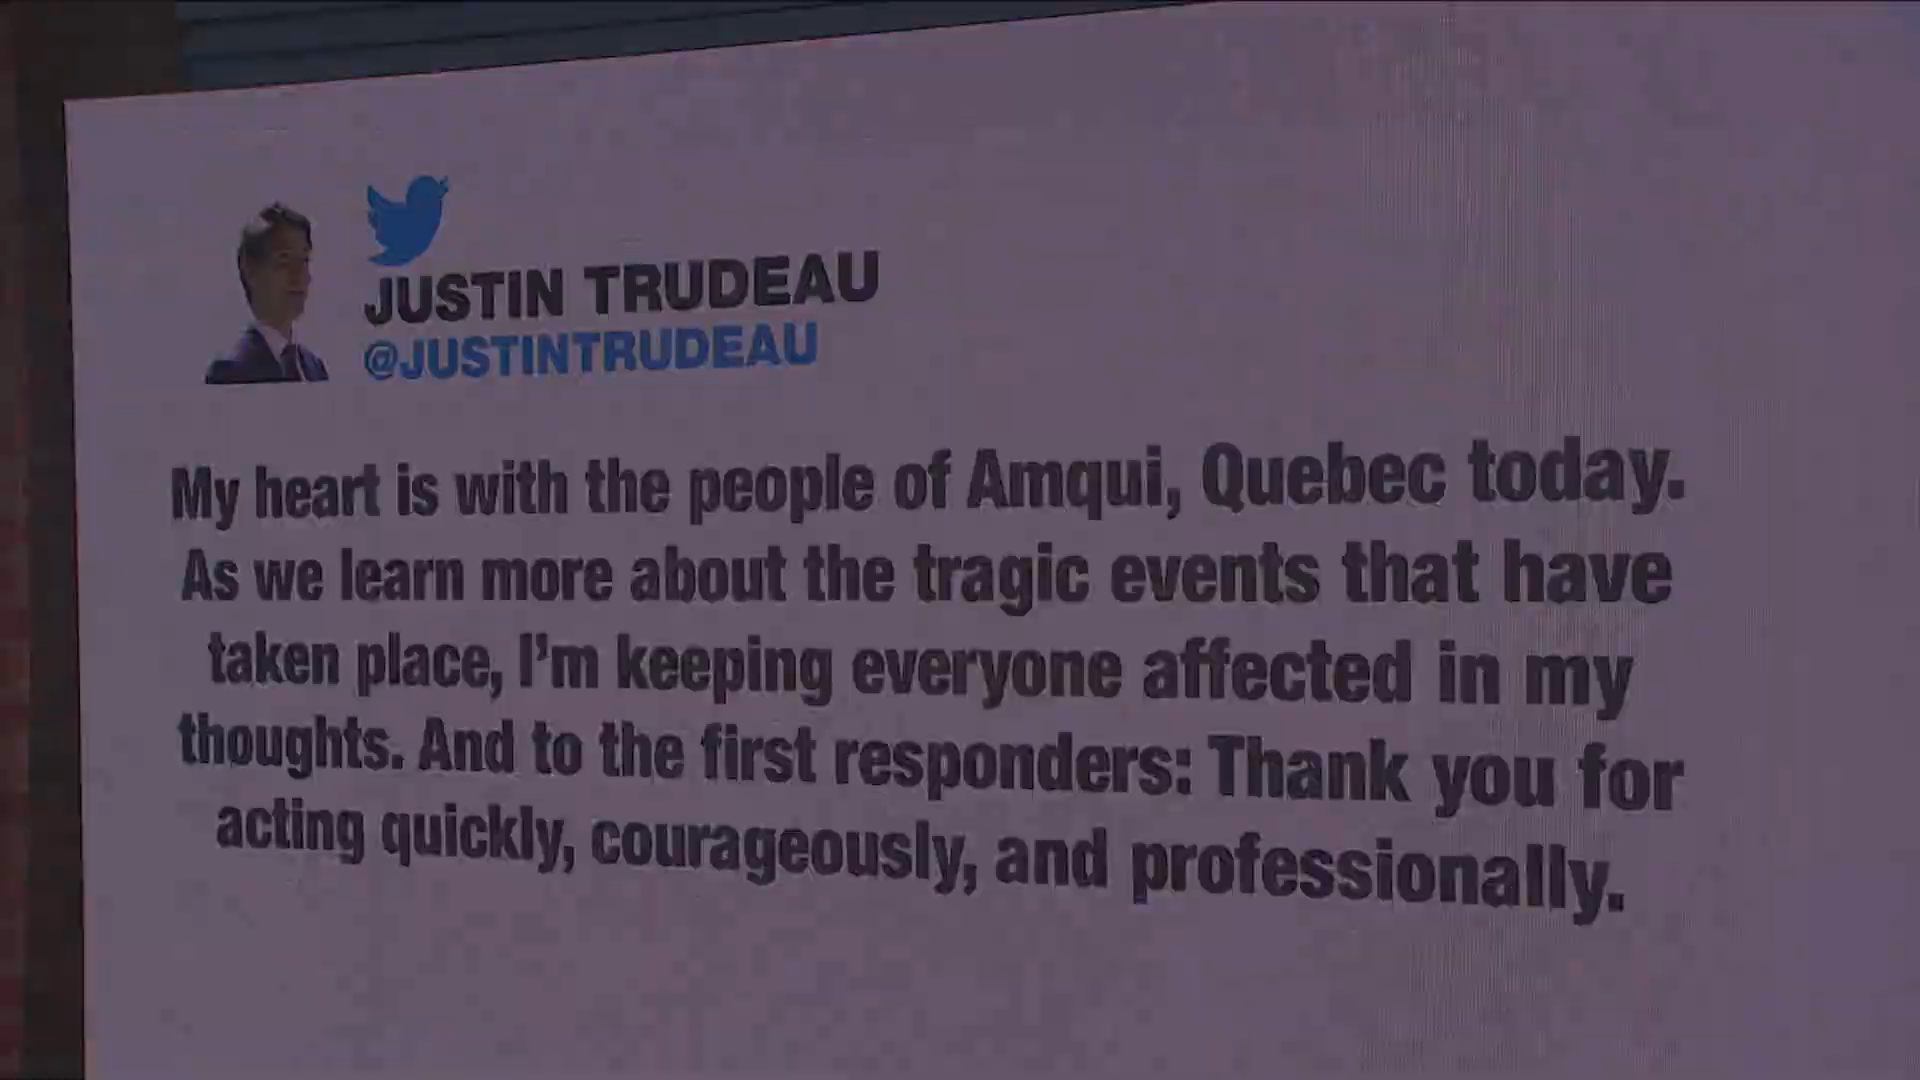 JUSTIN TRUDEAU
@JUSTINTRUDEAU
My heart is with the people of Amqui, Quebec today.
As we learn more about the tragic events that have
taken place, I'm keeping everyone affected in my
thoughts. And to the first responders: Thank you for
acting quickly, courageously, and professionally.